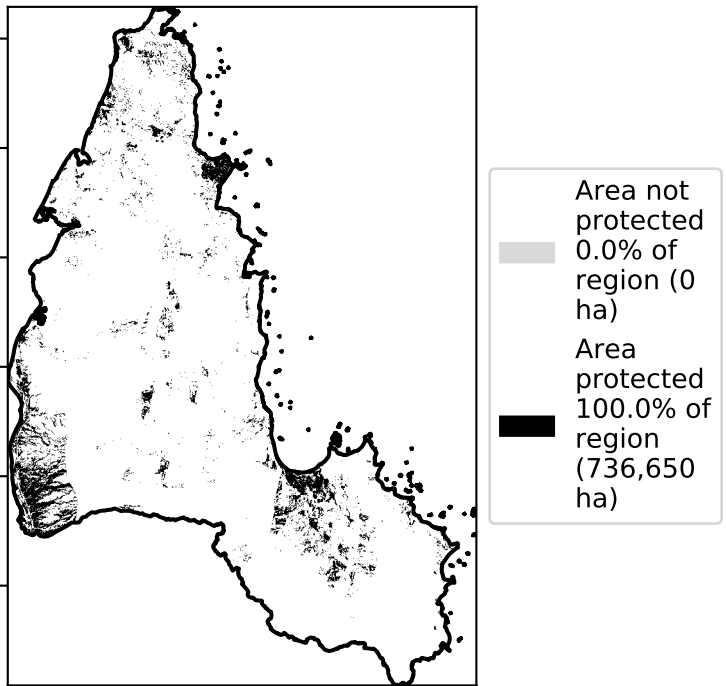 Area not
protected
0.0% of
region (0
ha)
Area
protected
100.0% of
region
(736,650
ha)